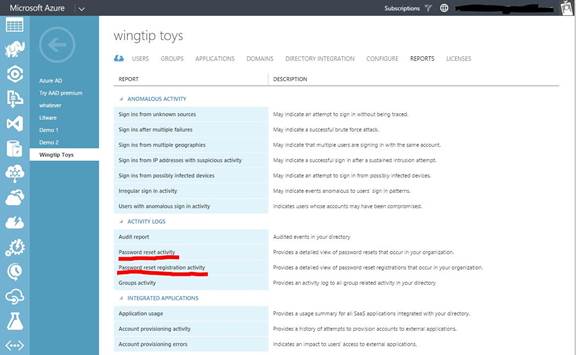 Microsoft Azure
Subscriptions
wingtip toys
USERS GROUPS APPLICATIONS DOMAINS DIRECTORY INTEGRATION CONFIGURE REPORTS LICENSES
Azure AD
Try AAD premium
whatever
Litware
Demo 1
Demo 2
Wingtip Toys
REPORT DESCRIPTION
ANOMALOUS ACTIVITY
Sign ins from unknown sources May indicate an attempt to sign in without being traced.
Sign ins after multiple failures May indicate a successful brute force attack.
Sign ins from multiple geographies May indicate that multiple users are signing in with the same account.
Sign ins from IP addresses with suspicious activity May indicate a successful sign in after a sustained intrusion attempt.
Sign ins from possibly infected devices May indicate an attempt to sign in from possibly infected devices.
Irregular sign in activity May indicate events anomalous to users' sign in patterns.
Users with anomalous sign in activity Indicates users whose accounts may have been compromised.
ACTIVITY LOGS
Audit report Audited events in your directory
Password reset activity Provides a detailed view of password resets that occur in your organization.
Password reset registration activity Provides a detailed view of password reset registrations that occur in your organization.
Groups activity Provides an activity log to all group related activity in your directory
INTEGRATED APPLICATIONS
Application usage Provides a usage summary for all SaaS applications integrated with your directory.
Account provisioning activity Provides a history of attempts to provision accounts to external applications.
Account provisioning errors Indicates an impact to users' access to external applications.